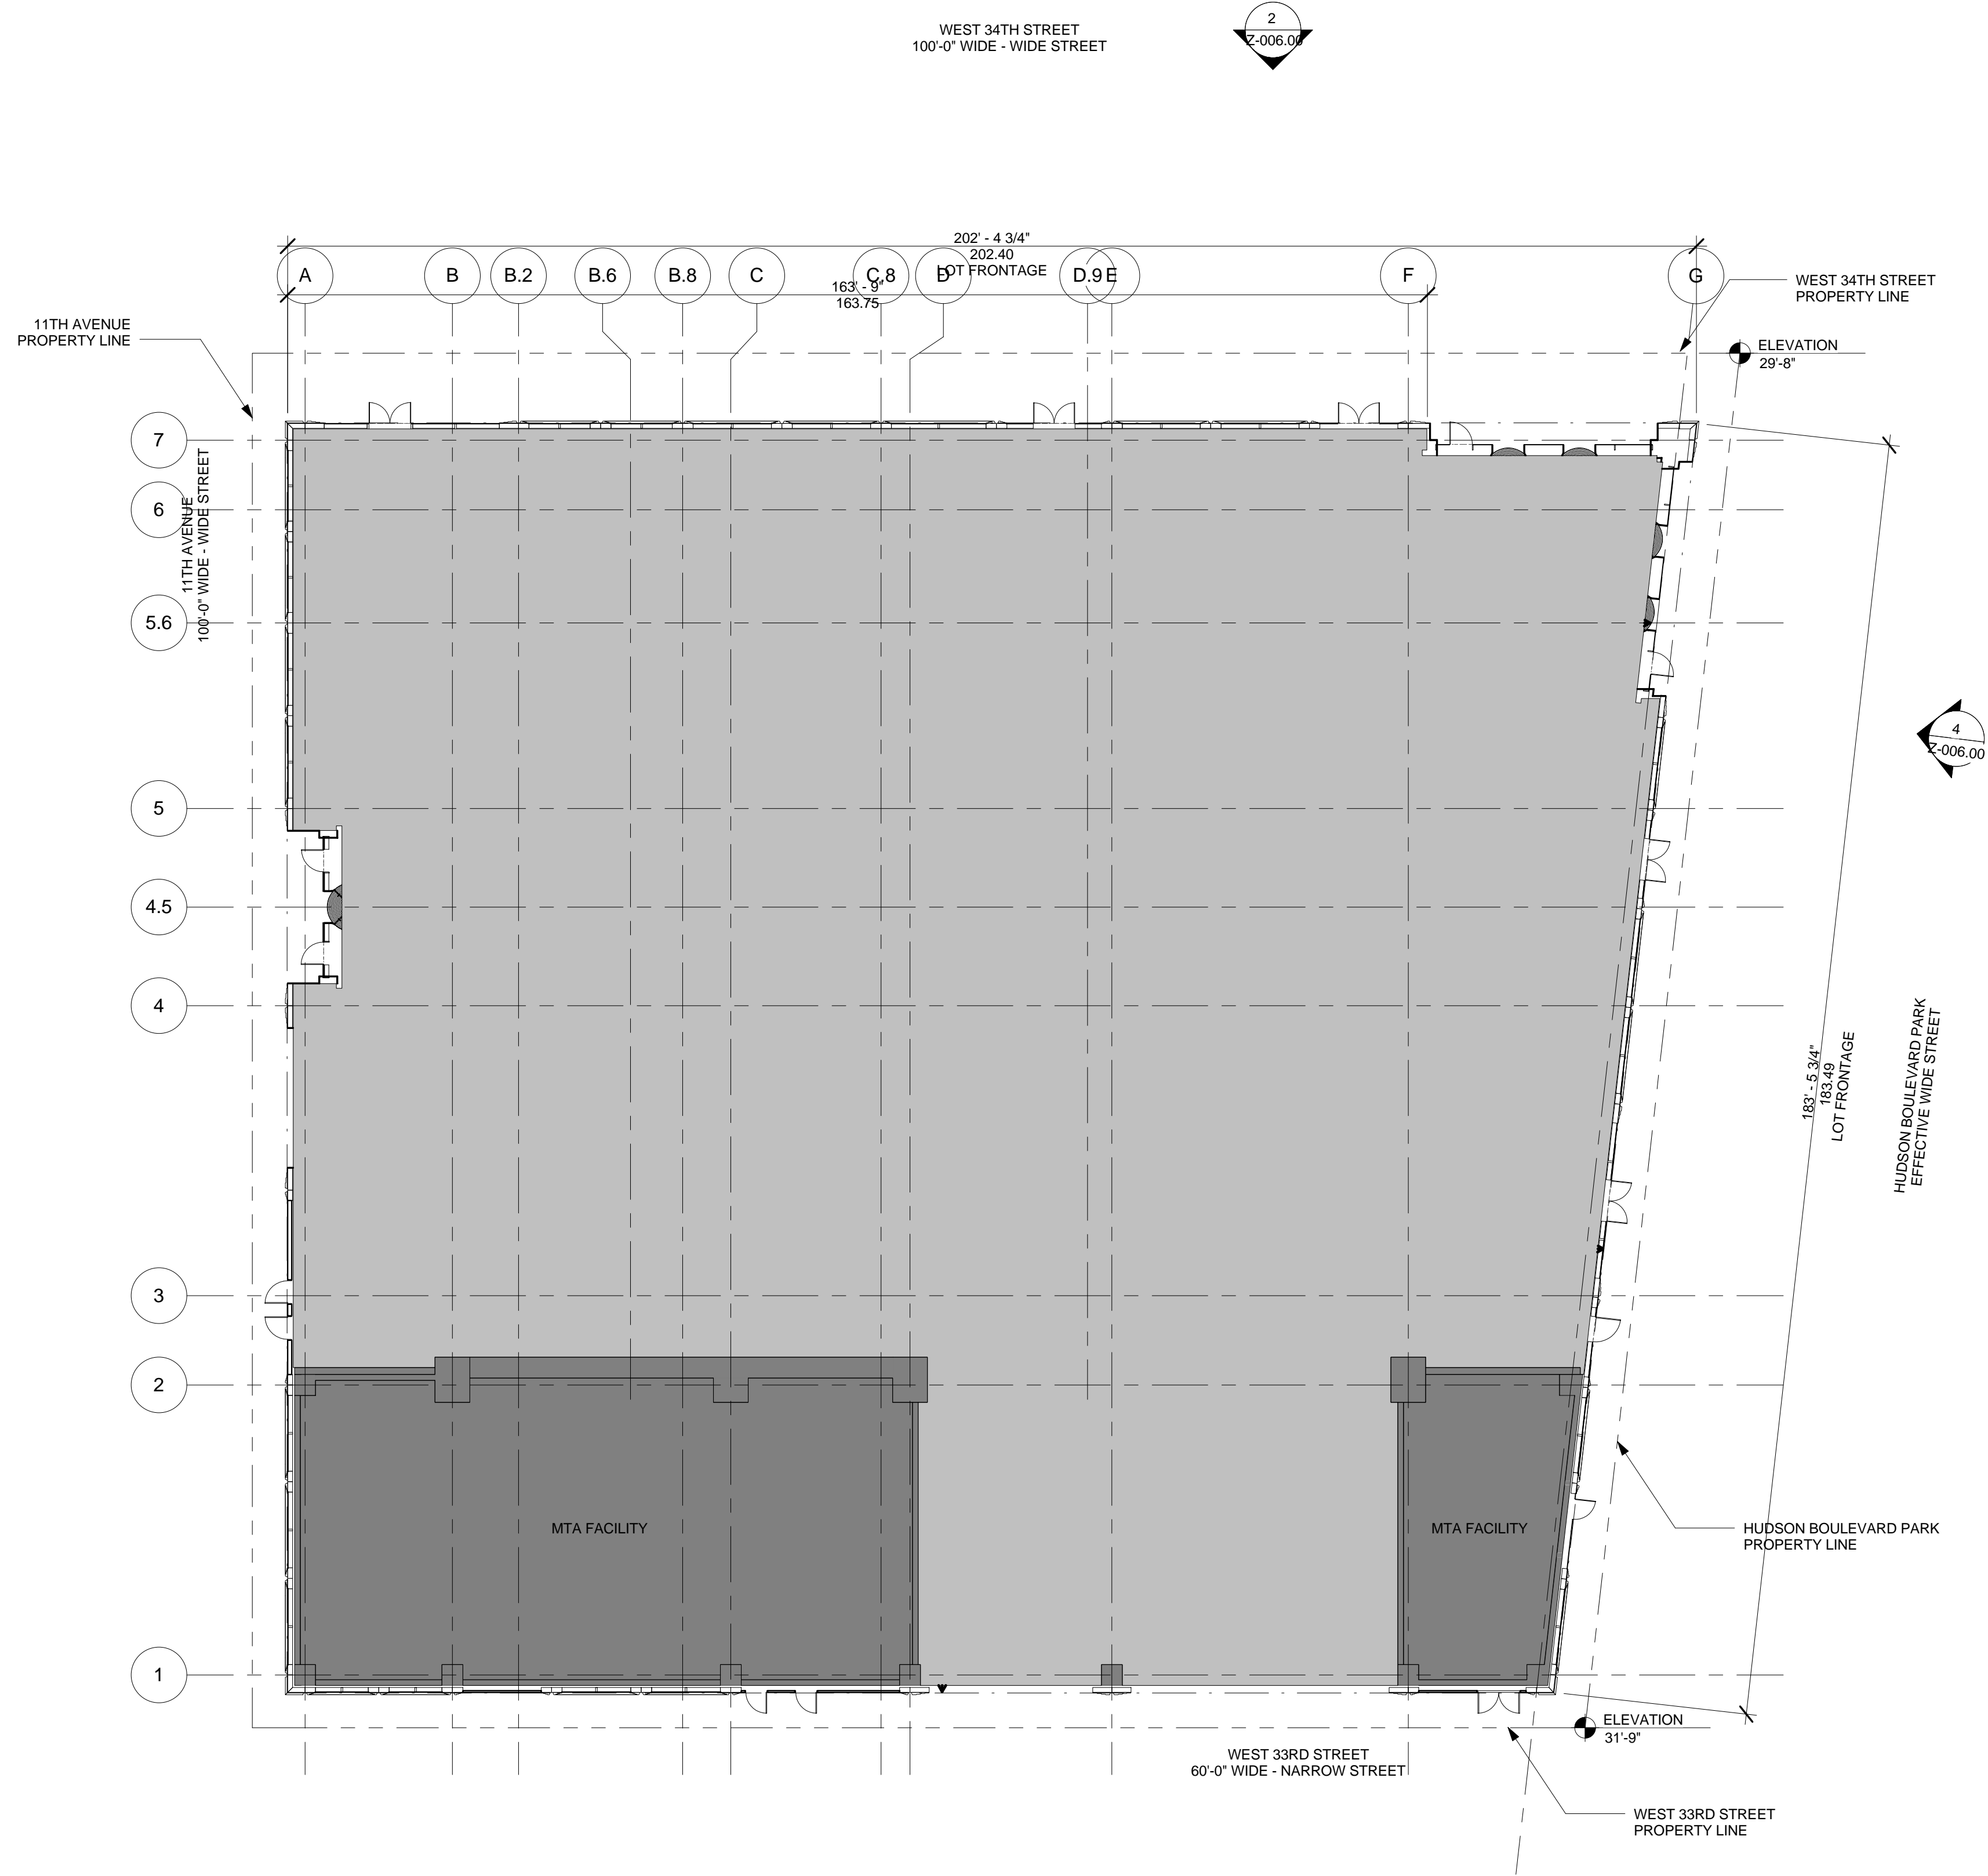 WEST 34TH STREET
100'-0" WIDE - WIDE STREET
2
Z-006.00
202' - 4 3/4"
202.40
LOT FRONTAGE
A
B
B.2
B.6
B.8
C
C.8
D
D.9
E
F
G
163' - 9"
163.75
WEST 34TH STREET
PROPERTY LINE
11TH AVENUE
PROPERTY LINE
ELEVATION
29'-8"
7
6
5.6
5
4.5
4
3
2
1
11TH AVENUE
100'-0" WIDE - WIDE STREET
4
Z-006.00
183' - 5 3/4"
183.49
LOT FRONTAGE
HUDSON BOULEVARD PARK
EFFECTIVE WIDE STREET
MTA FACILITY
MTA FACILITY
HUDSON BOULEVARD PARK
PROPERTY LINE
ELEVATION
31'-9"
WEST 33RD STREET
60'-0" WIDE - NARROW STREET
WEST 33RD STREET
PROPERTY LINE